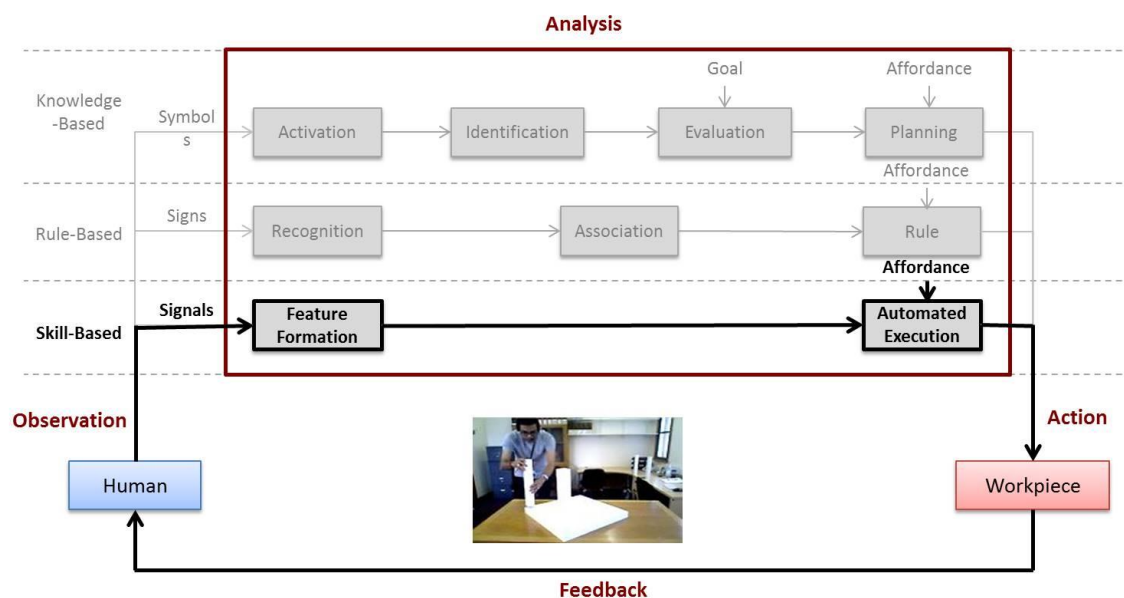 Analysis
Goal
Affordance
Knowledge
-Based
Symbol
s
Activation
Identification
Evaluation
Planning
Affordance
Signs
Rule-Based
Recognition
Association
Rule
Affordance
Signals
Skill-Based
Feature
Formation
Automated
Execution
Observation
Action
Human
Workpiece
Feedback